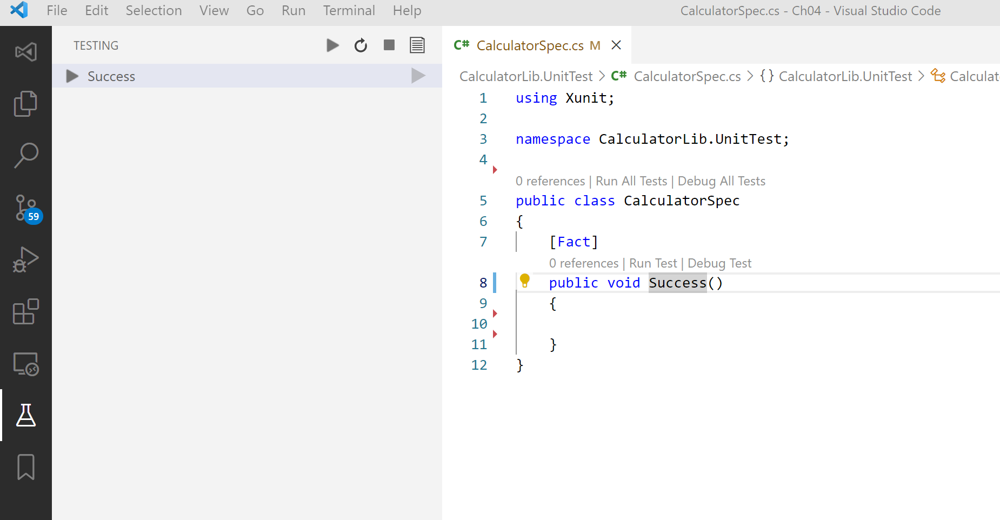 File Edit Selection View Go Run Terminal Help CalculatorSpec.cs - Ch04 - Visual Studio Code
TESTING
Success
59
C# CalculatorSpec.cs M
CalculatorLib.UnitTest > C# CalculatorSpec.cs > {} CalculatorLib.UnitTest > Calculat
1 using Xunit;
2
3 namespace CalculatorLib.UnitTest;
4
0 references | Run All Tests | Debug All Tests
5 public class CalculatorSpec
6 {
7 [Fact]
0 references | Run Test | Debug Test
8 public void Success()
9 {
10
11 }
12 }